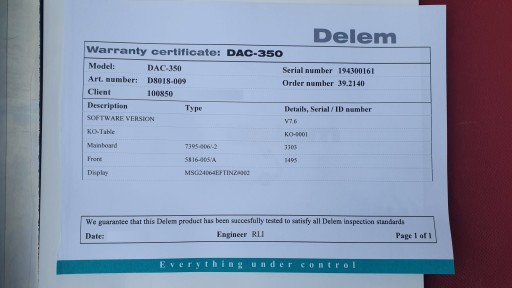 Delem
Warranty certificate: DAC-350
Model: DAC-350 Serial number 194300161
Art. number: D8018-009 Order number 39.2140
Client 100850
Description Type Details, Serial / ID number
SOFTWARE VERSION V7.6
KO-Table KO-0001
Mainboard 7395-006/-2 3303
Front 5816-005/A 1495
Display MSG24064EFTINZ#002
We guarantee that this Delem product has been succesfully tested to satisfy all Delem inspection standards
Date: Engineer RLI Page 1 of 1
Everything under control